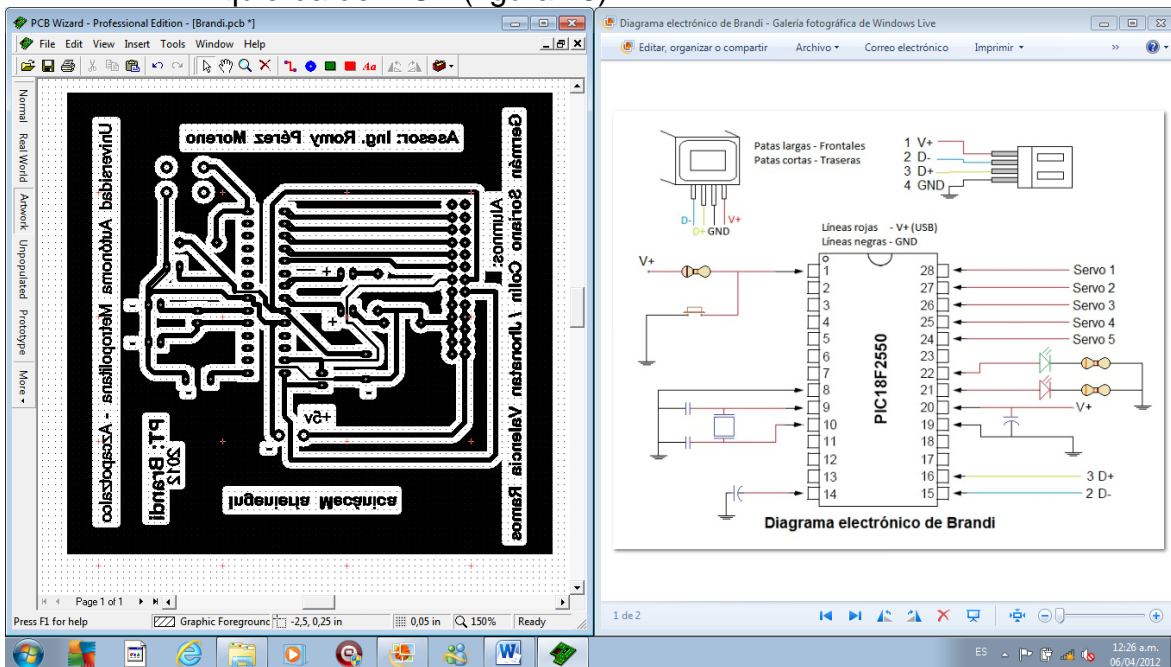 PCB Wizard - Professional Edition - [Brandi.pcb *]
File Edit View Insert Tools Window Help
Normal
Real World
Artwork
Unpopulated
Prototype
More
Asesor: Ing. Romy Pérez Moreno
Universidad Autónoma Metropolitana - Azcapotzalco
Germán Soriano Colín / Jhonatan Valencia Ramos
Alumnos:
+5v
PT: Brandi
2012
Ingeniería Mecánica
Page 1 of 1
Press F1 for help
Graphic Foregrounc
-2,5, 0,25 in
0,05 in
150%
Ready
Diagrama electrónico de Brandi - Galería fotográfica de Windows Live
Editar, organizar o compartir Archivo Correo electrónico Imprimir »
Patas largas - Frontales
Patas cortas - Traseras
D-
D+ GND
V+
1 V+
2 D-
3 D+
4 GND
Líneas rojas - V+ (USB)
Líneas negras - GND
V+
PIC18F2550
1
2
3
4
5
6
7
8
9
10
11
12
13
14
28 Servo 1
27 Servo 2
26 Servo 3
25 Servo 4
24 Servo 5
23
22
21
20 V+
19
18
17
16 3 D+
15 2 D-
Diagrama electrónico de Brandi
1 de 2
ES
12:26 a.m.
06/04/2012